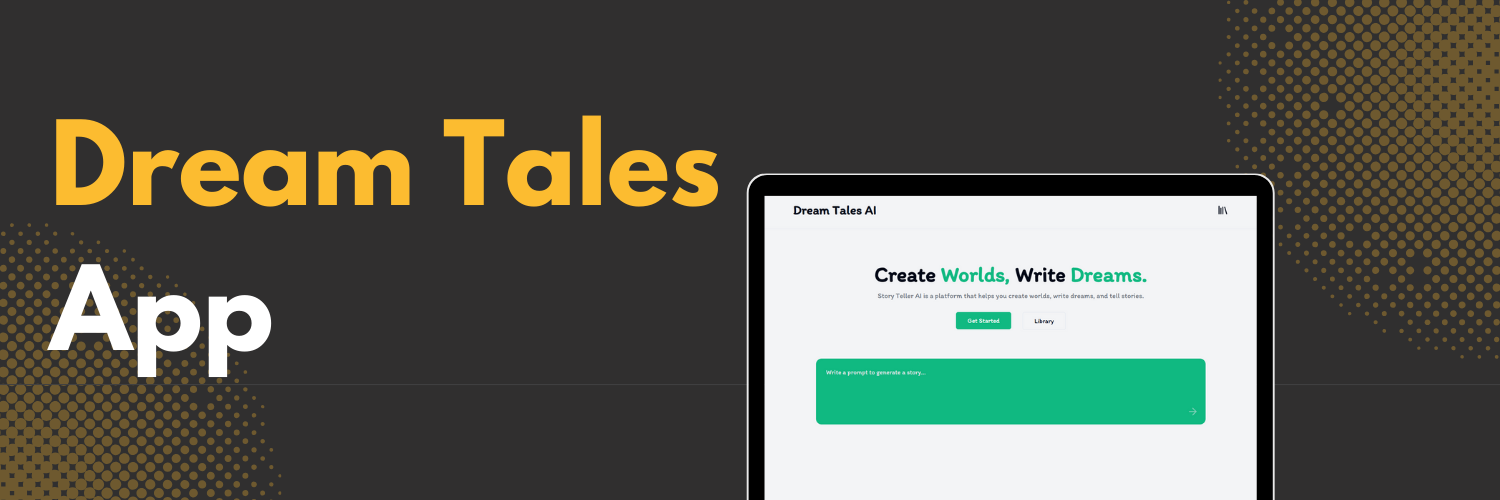 Dream Tales
App
Dream Tales AI
Create Worlds, Write Dreams.
Story Teller AI is a platform that helps you create worlds, write dreams, and tell stories.
Get Started
Library
Write a prompt to generate a story...